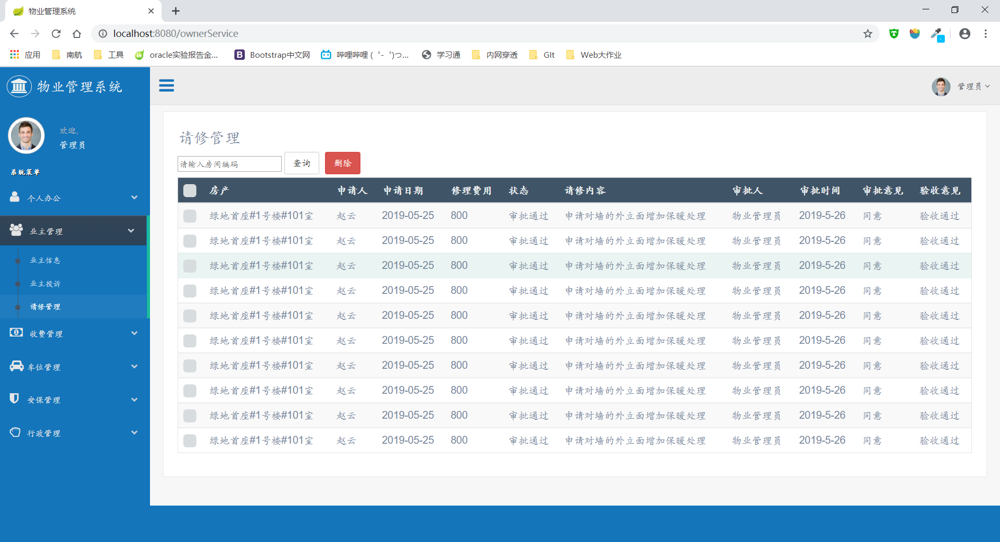 物业管理系统
localhost:8080/ownerService
应用 南航 工具 oracle实验报告金... Bootstrap中文网 哔哩哔哩 ( ゜- ゜)つ... 学习通 内网穿透 GIt Web大作业
物业管理系统
管理员
欢迎,
管理员
系统菜单
个人办公
业主管理
业主信息
业主投诉
请修管理
收费管理
车位管理
安保管理
行政管理
请修管理
请输入房间编码 查询 删除
房产 申请人 申请日期 修理费用 状态 请修内容 审批人 审批时间 审批意见 验收意见
绿地首座#1号楼#101室 赵云 2019-05-25 800 审批通过 申请对墙的外立面增加保暖处理 物业管理员 2019-5-26 同意 验收通过
绿地首座#1号楼#101室 赵云 2019-05-25 800 审批通过 申请对墙的外立面增加保暖处理 物业管理员 2019-5-26 同意 验收通过
绿地首座#1号楼#101室 赵云 2019-05-25 800 审批通过 申请对墙的外立面增加保暖处理 物业管理员 2019-5-26 同意 验收通过
绿地首座#1号楼#101室 赵云 2019-05-25 800 审批通过 申请对墙的外立面增加保暖处理 物业管理员 2019-5-26 同意 验收通过
绿地首座#1号楼#101室 赵云 2019-05-25 800 审批通过 申请对墙的外立面增加保暖处理 物业管理员 2019-5-26 同意 验收通过
绿地首座#1号楼#101室 赵云 2019-05-25 800 审批通过 申请对墙的外立面增加保暖处理 物业管理员 2019-5-26 同意 验收通过
绿地首座#1号楼#101室 赵云 2019-05-25 800 审批通过 申请对墙的外立面增加保暖处理 物业管理员 2019-5-26 同意 验收通过
绿地首座#1号楼#101室 赵云 2019-05-25 800 审批通过 申请对墙的外立面增加保暖处理 物业管理员 2019-5-26 同意 验收通过
绿地首座#1号楼#101室 赵云 2019-05-25 800 审批通过 申请对墙的外立面增加保暖处理 物业管理员 2019-5-26 同意 验收通过
绿地首座#1号楼#101室 赵云 2019-05-25 800 审批通过 申请对墙的外立面增加保暖处理 物业管理员 2019-5-26 同意 验收通过